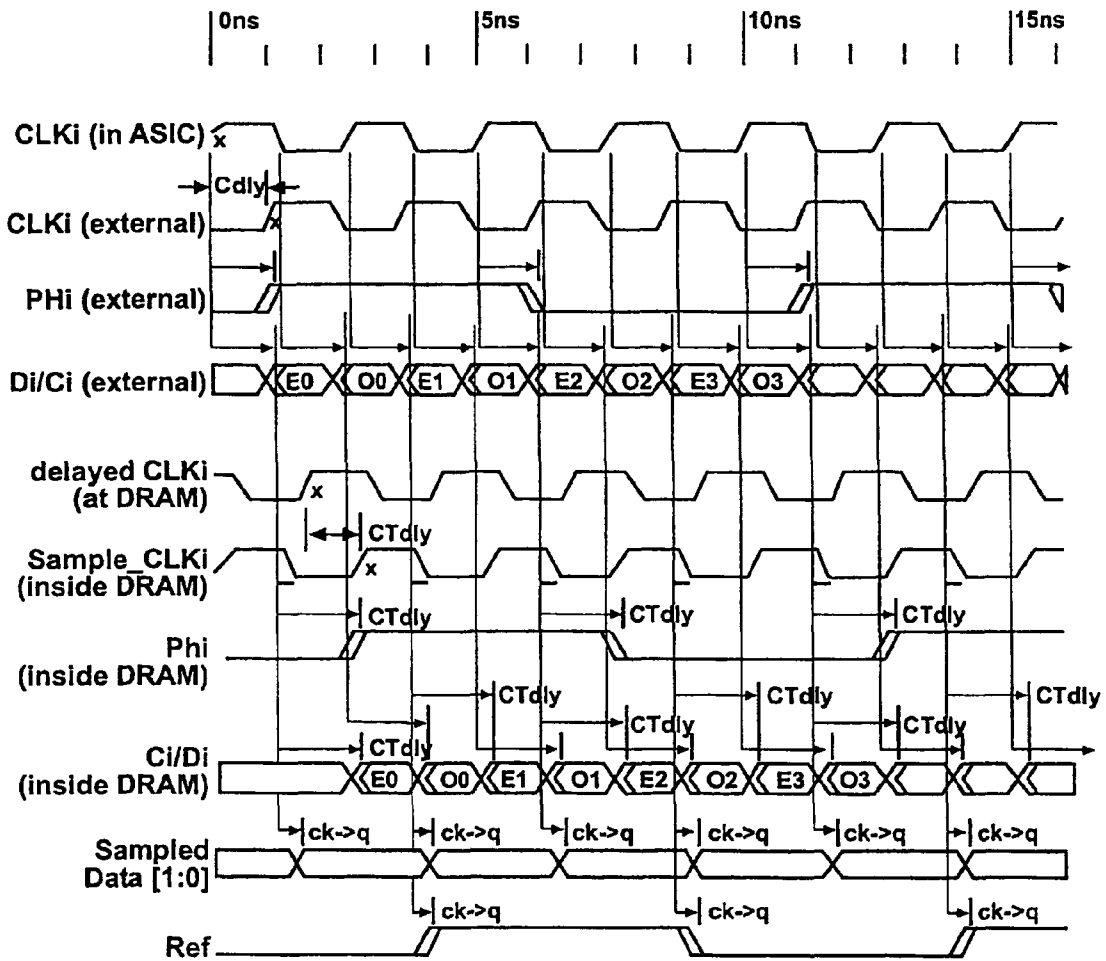 0ns 5ns 10ns 15ns
CLKi (in ASIC) x
Cdly
CLKi (external) x
PHi (external)
Di/Ci (external) E0 O0 E1 O1 E2 O2 E3 O3
delayed CLKi
(at DRAM) x
CTdly
Sample_CLKi
(inside DRAM) x
CTdly CTdly CTdly
Phi
(inside DRAM)
CTdly CTdly CTdly
CTdly CTdly CTdly
Ci/Di
(inside DRAM) E0 O0 E1 O1 E2 O2 E3 O3
ck->q ck->q ck->q ck->q ck->q ck->q
Sampled
Data [1:0]
ck->q ck->q ck->q
Ref